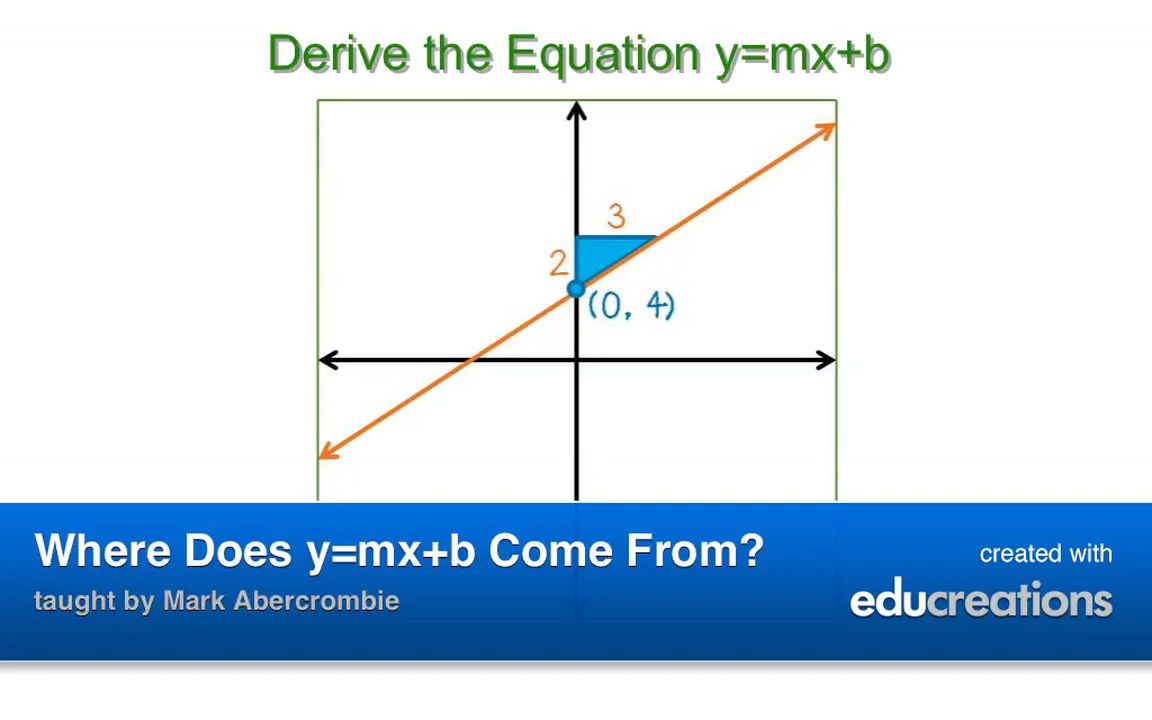 Derive the Equation y=mx+b
3
2
(0, 4)
Where Does y=mx+b Come From?
taught by Mark Abercrombie
created with
educreations